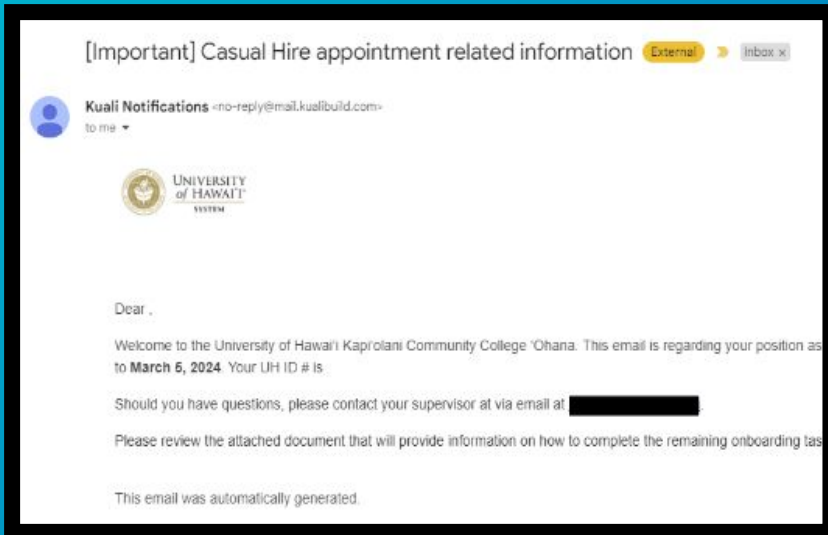 [Important] Casual Hire appointment related information External Inbox x
Kuali Notifications <no-reply@mail.kualibuild.com>
to me
UNIVERSITY
of HAWAI'I
SYSTEM
Dear ,
Welcome to the University of Hawai'i Kapi'olani Community College 'Ohana. This email is regarding your position as
to March 5, 2024. Your UH ID # is
Should you have questions, please contact your supervisor at via email at .
Please review the attached document that will provide information on how to complete the remaining onboarding tas
This email was automatically generated.